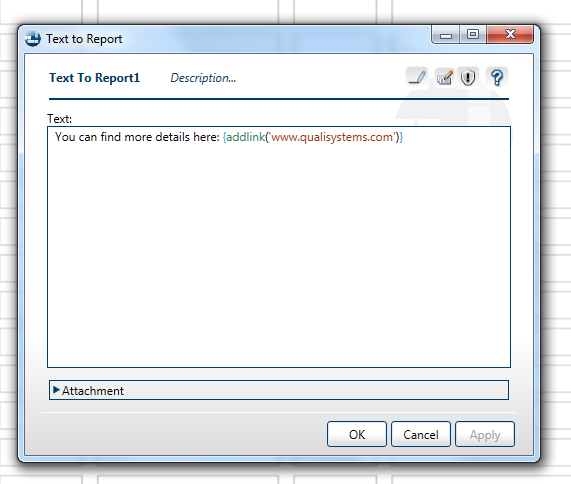 Text to Report
Text To Report1 Description...
Text:
You can find more details here: {addlink('www.qualisystems.com')}
Attachment
OK Cancel Apply